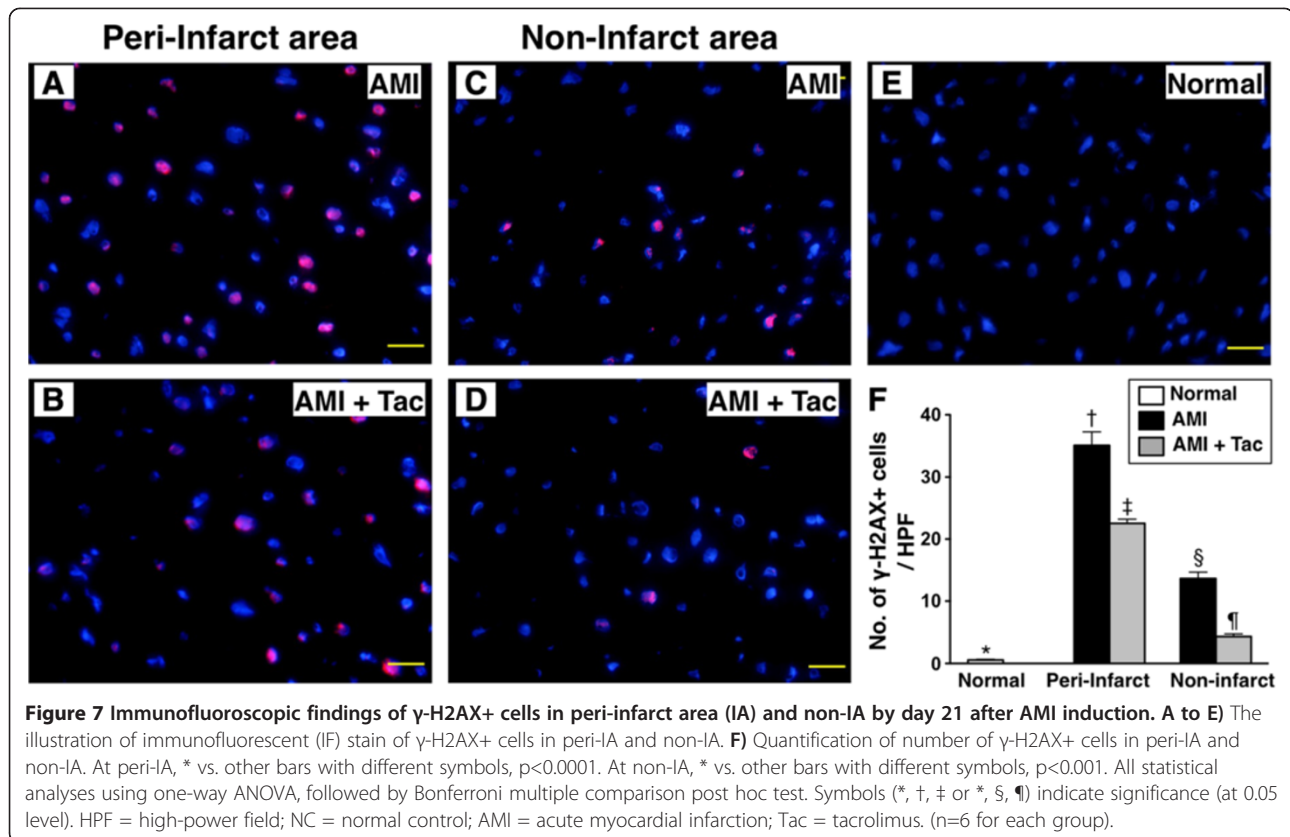 Peri-Infarct area
Non-Infarct area
A
AMI
C
AMI
E
Normal
B
AMI + Tac
D
AMI + Tac
F
No. of γ-H2AX+ cells
/ HPF
40
30
20
10
0
*
†
‡
§
¶
Normal
AMI
AMI + Tac
Normal
Peri-Infarct
Non-infarct
Figure 7 Immunofluoroscopic findings of γ-H2AX+ cells in peri-infarct area (IA) and non-IA by day 21 after AMI induction. A to E) The
illustration of immunofluorescent (IF) stain of γ-H2AX+ cells in peri-IA and non-IA. F) Quantification of number of γ-H2AX+ cells in peri-IA and
non-IA. At peri-IA, * vs. other bars with different symbols, p<0.0001. At non-IA, * vs. other bars with different symbols, p<0.001. All statistical
analyses using one-way ANOVA, followed by Bonferroni multiple comparison post hoc test. Symbols (*, †, ‡ or *, §, ¶) indicate significance (at 0.05
level). HPF = high-power field; NC = normal control; AMI = acute myocardial infarction; Tac = tacrolimus. (n=6 for each group).